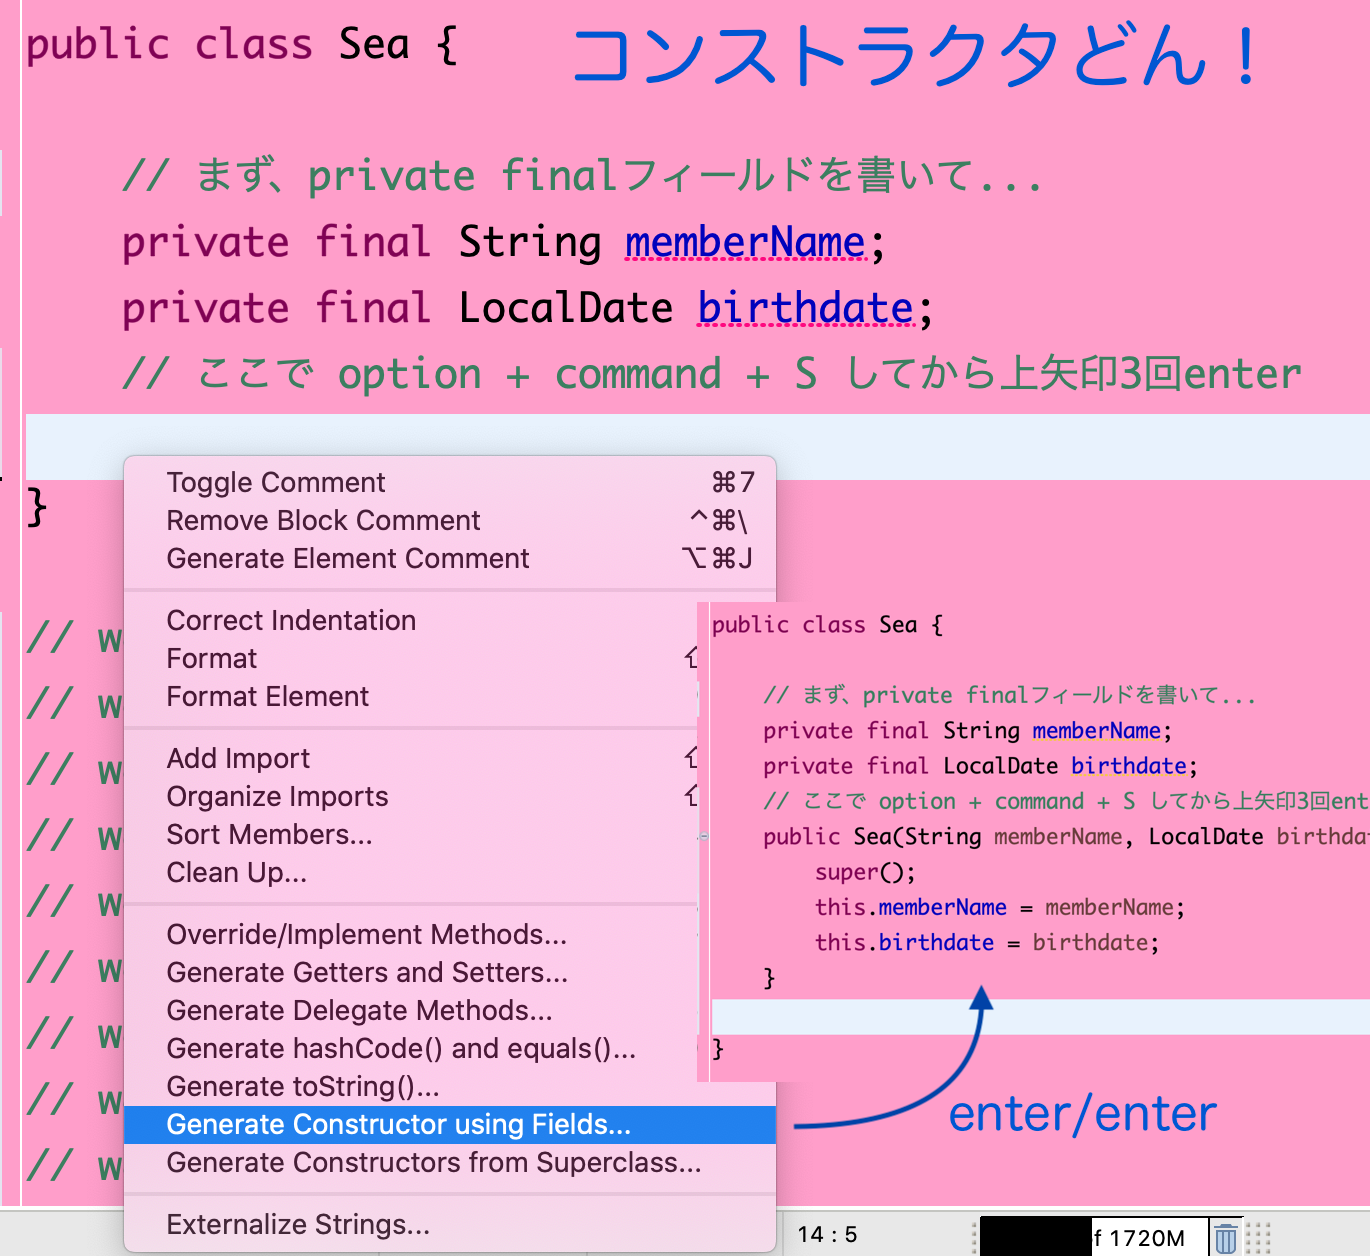 public class Sea {
コンストラクタどん！
// まず、private finalフィールドを書いて...
private final String memberName;
private final LocalDate birthdate;
// ここで option + command + S してから上矢印3回enter
}
Toggle Comment ⌘7
Remove Block Comment ^⌘\
Generate Element Comment ⌥⌘J
Correct Indentation
Format ⇧
Format Element
Add Import ⇧
Organize Imports ⇧
Sort Members...
Clean Up...
Override/Implement Methods...
Generate Getters and Setters...
Generate Delegate Methods...
Generate hashCode() and equals()...
Generate toString()...
Generate Constructor using Fields...
Generate Constructors from Superclass...
Externalize Strings...
// w
// w
// w
// w
// w
// w
// w
// w
// w
public class Sea {
// まず、private finalフィールドを書いて...
private final String memberName;
private final LocalDate birthdate;
// ここで option + command + S してから上矢印3回ent
public Sea(String memberName, LocalDate birthda
super();
this.memberName = memberName;
this.birthdate = birthdate;
}
}
enter/enter
14 : 5
of 1720M